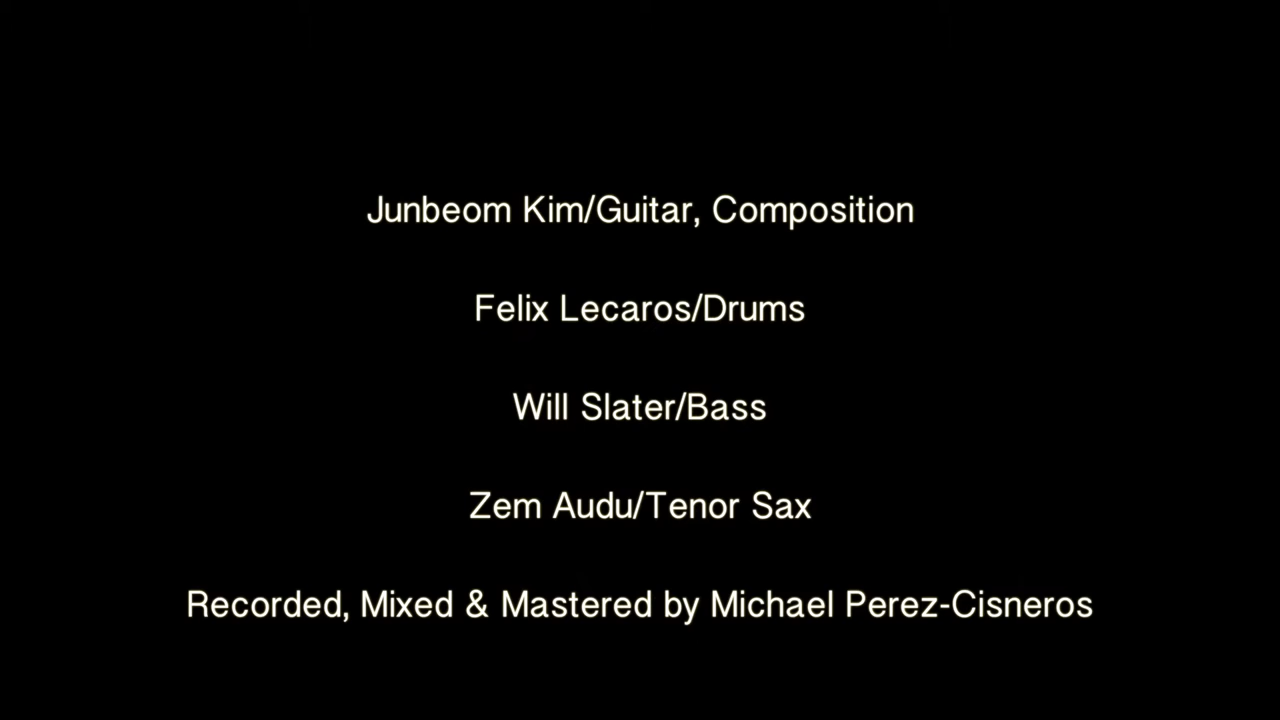 Junbeom Kim/Guitar, Composition
Felix Lecaros/Drums
Will Slater/Bass
Zem Audu/Tenor Sax
Recorded, Mixed & Mastered by Michael Perez-Cisneros